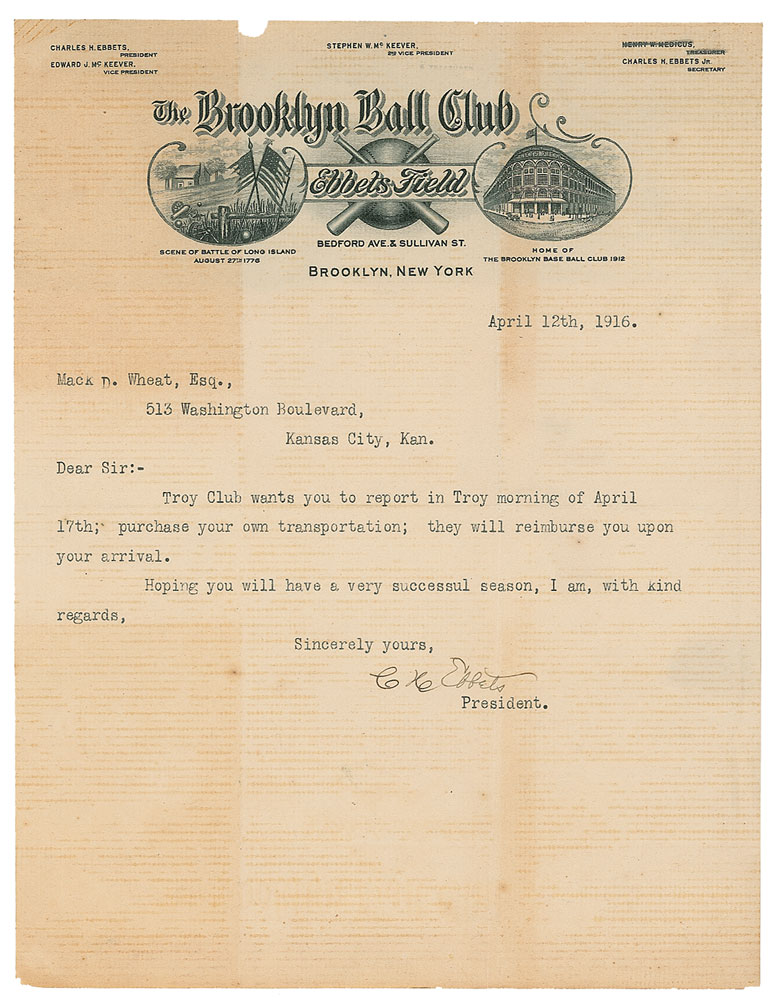 CHARLES H. EBBETS,
PRESIDENT
EDWARD J. McKEEVER.
VICE PRESIDENT
STEPHEN W. McKEEVER,
2ND VICE PRESIDENT
HENRY W. MEDICUS,
TREASURER
CHARLES H. EBBETS JR.
SECRETARY
The Brooklyn Ball Club
Ebbets Field
SCENE OF BATTLE OF LONG ISLAND
AUGUST 27TH 1776
BEDFORD AVE. & SULLIVAN ST.
BROOKLYN, NEW YORK
HOME OF
THE BROOKLYN BASE BALL CLUB 1912
April 12th, 1916.
Mack D. Wheat, Esq.,
513 Washington Boulevard,
Kansas City, Kan.
Dear Sir:-
Troy Club wants you to report in Troy morning of April
17th; purchase your own transportation; they will reimburse you upon
your arrival.
Hoping you will have a very successul season, I am, with kind
regards,
Sincerely yours,
C H Ebbets
President.